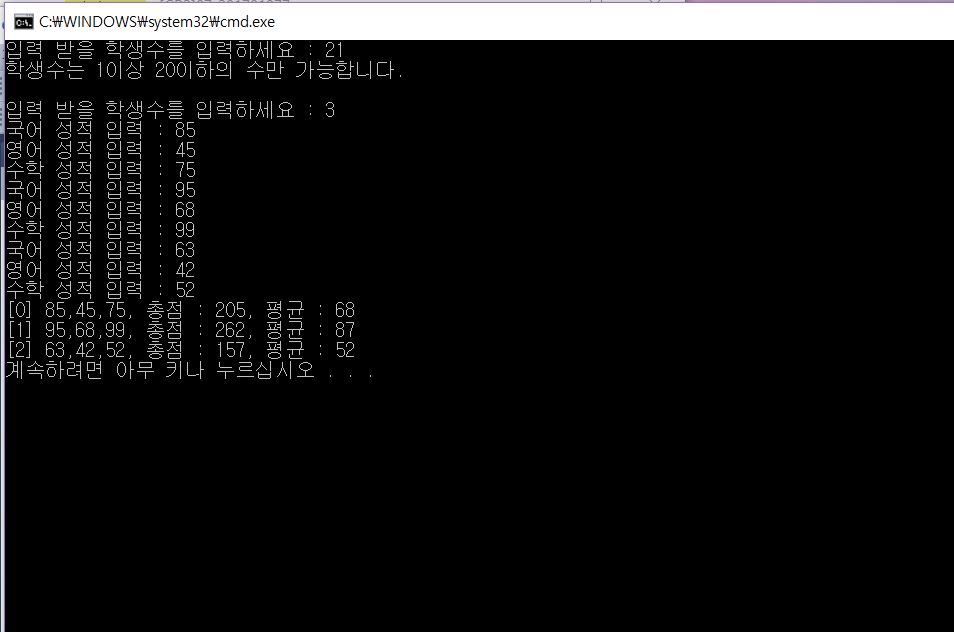 C:₩WINDOWS₩system32₩cmd.exe
입력 받을 학생수를 입력하세요 : 21
학생수는 1이상 20이하의 수만 가능합니다.
입력 받을 학생수를 입력하세요 : 3
국어 성적 입력 : 85
영어 성적 입력 : 45
수학 성적 입력 : 75
국어 성적 입력 : 95
영어 성적 입력 : 68
수학 성적 입력 : 99
국어 성적 입력 : 63
영어 성적 입력 : 42
수학 성적 입력 : 52
[0] 85,45,75, 총점 : 205, 평균 : 68
[1] 95,68,99, 총점 : 262, 평균 : 87
[2] 63,42,52, 총점 : 157, 평균 : 52
계속하려면 아무 키나 누르십시오 . . .